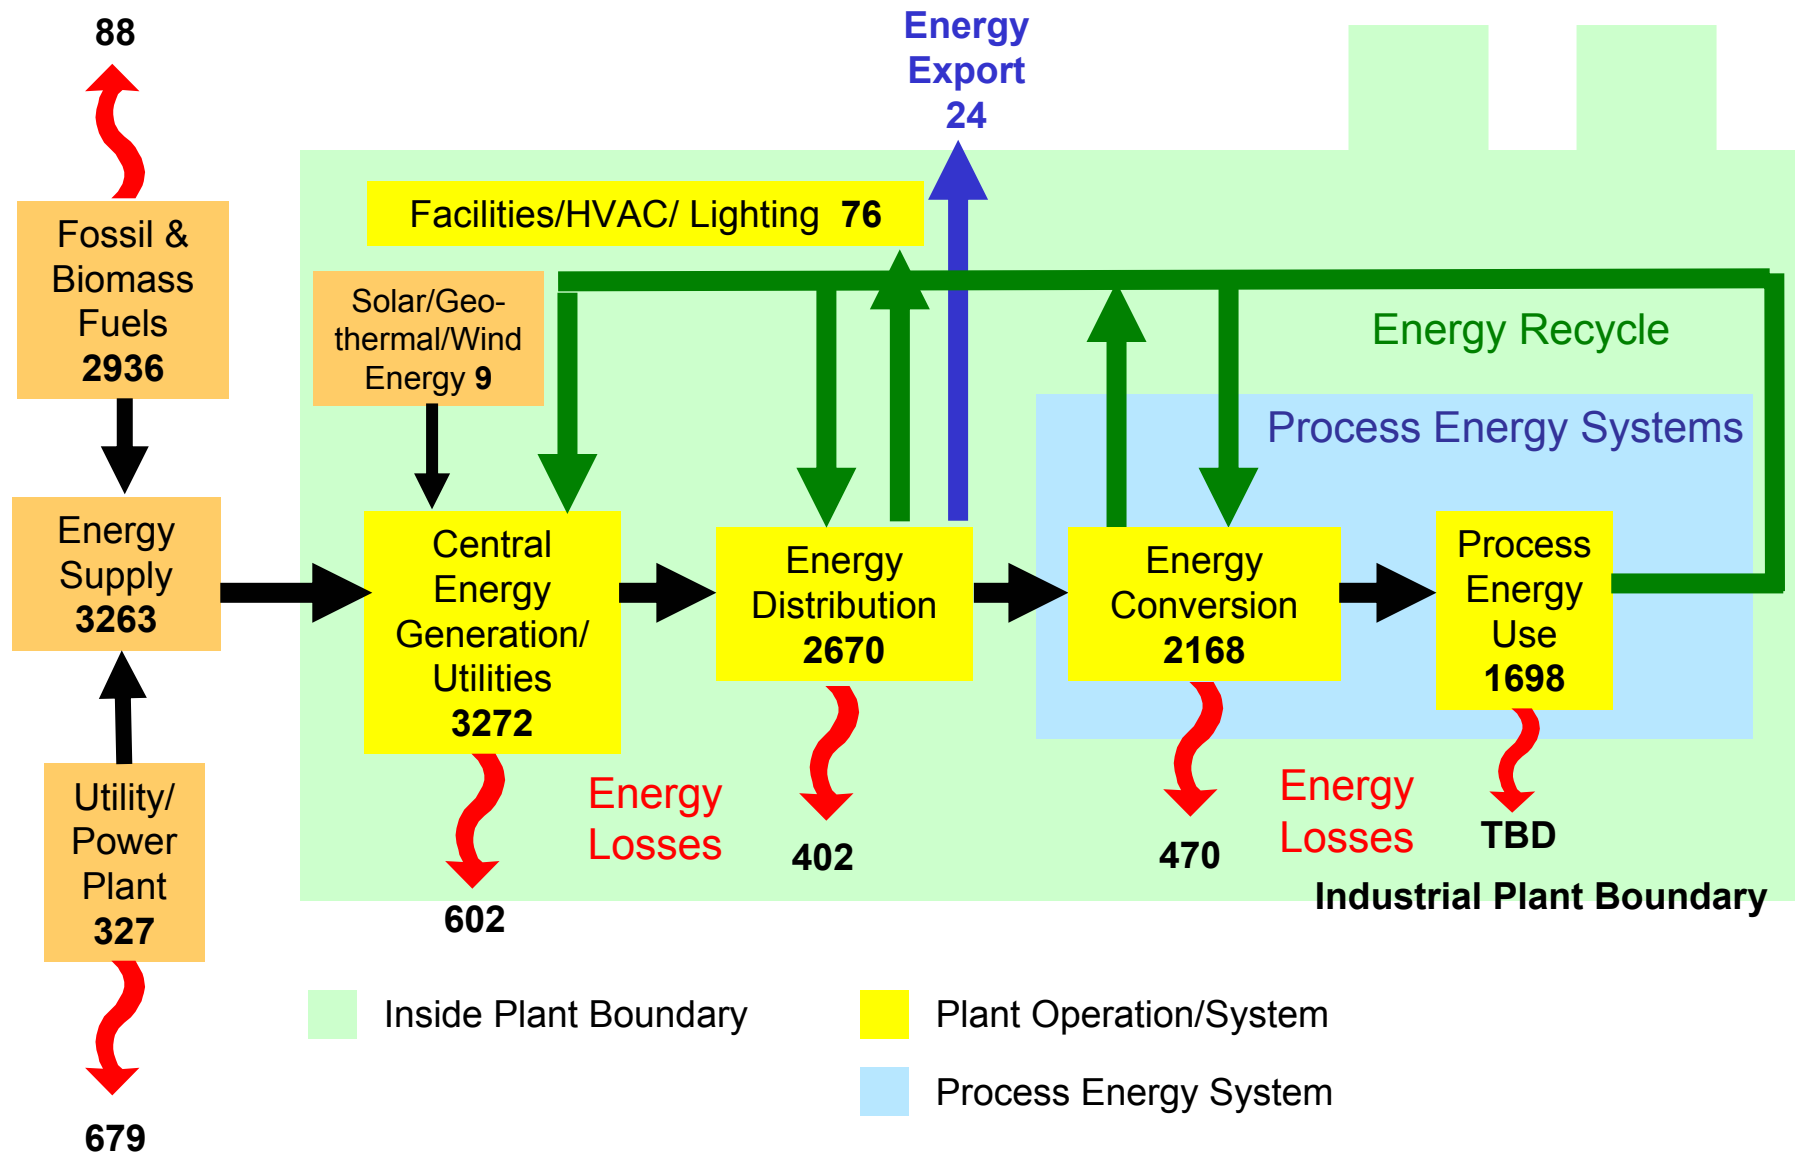 88
Energy
Export
24
Facilities/HVAC/ Lighting 76
Fossil &
Biomass
Fuels
2936
Solar/Geo-
thermal/Wind
Energy 9
Energy Recycle
Process Energy Systems
Energy
Supply
3263
Central
Energy
Generation/
Utilities
3272
Energy
Distribution
2670
Energy
Conversion
2168
Process
Energy
Use
1698
Utility/
Power
Plant
327
Energy
Losses
Energy
Losses
602
402
470
TBD
Industrial Plant Boundary
679
Inside Plant Boundary
Plant Operation/System
Process Energy System